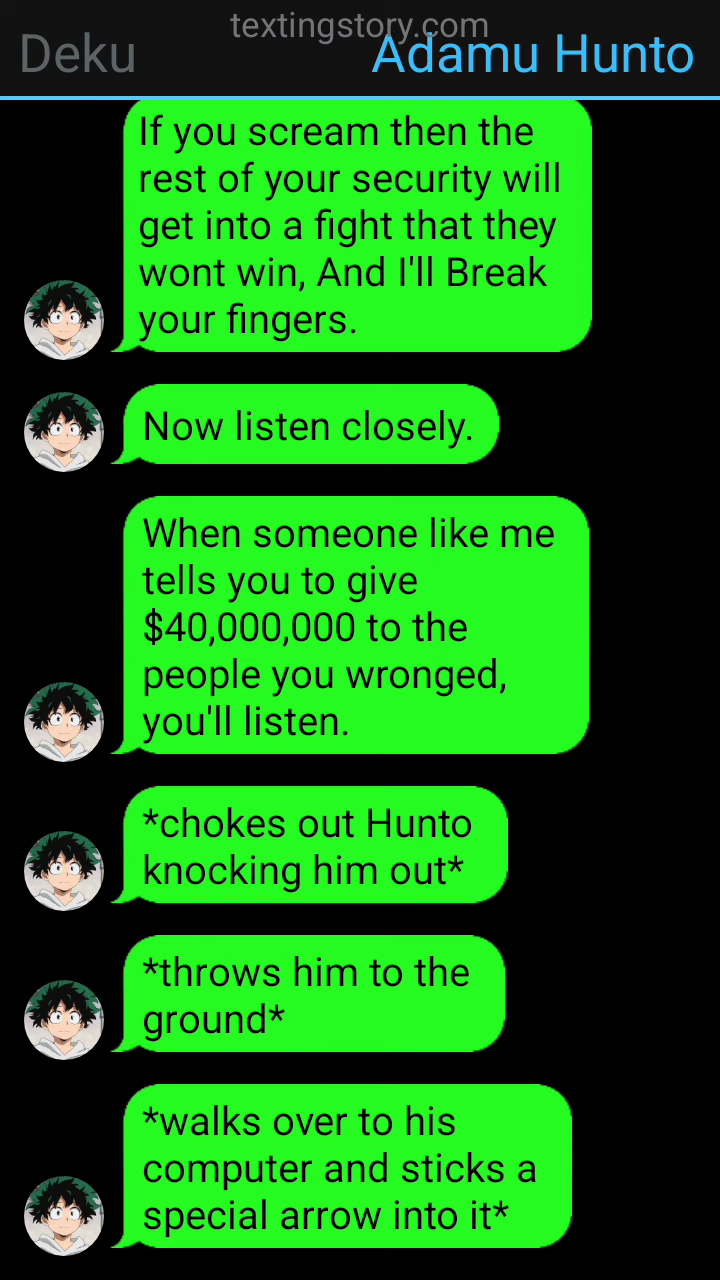 textingstory.com
Deku
Adamu Hunto
If you scream then the
rest of your security will
get into a fight that they
wont win, And I'll Break
your fingers.
Now listen closely.
When someone like me
tells you to give
$40,000,000 to the
people you wronged,
you'll listen.
*chokes out Hunto
knocking him out*
*throws him to the
ground*
*walks over to his
computer and sticks a
special arrow into it*